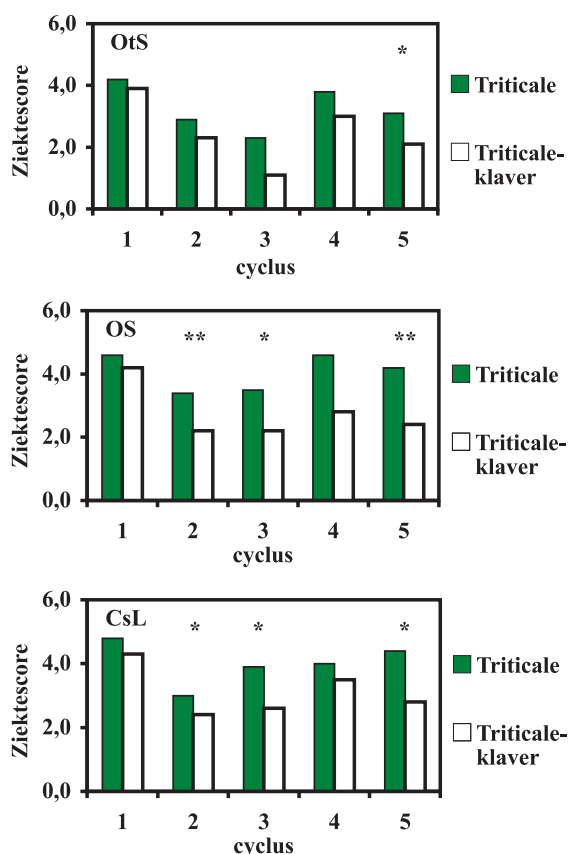 6,0
OtS
*
4,0
2,0
0,0
Ziektescore
1 2 3 4 5
cyclus
Triticale
Triticale-
klaver
6,0
OS
** * **
4,0
2,0
0,0
Ziektescore
1 2 3 4 5
cyclus
Triticale
Triticale-
klaver
6,0
CsL
* * *
4,0
2,0
0,0
Ziektescore
1 2 3 4 5
cyclus
Triticale
Triticale-
klaver